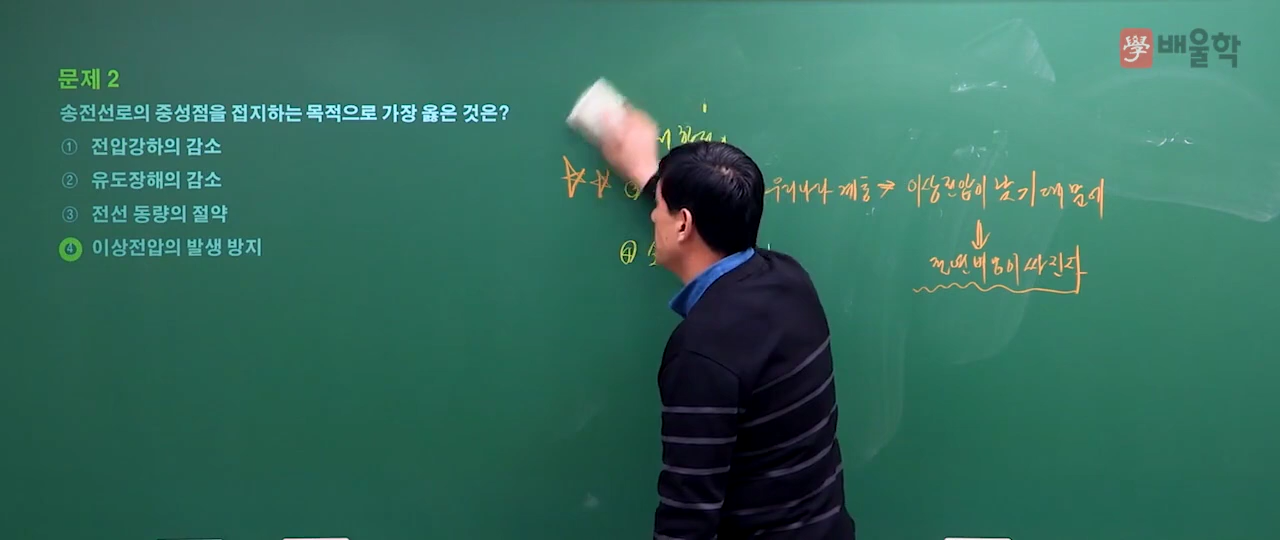 學 배울학
문제 2
송전선로의 중성점을 접지하는 목적으로 가장 옳은 것은?
① 전압강하의 감소
② 유도장해의 감소
③ 전선 동량의 절약
④ 이상전압의 발생 방지
우리나라 계통 → 이상전압이 낮기 때문에
절연비용이 싸진다
④